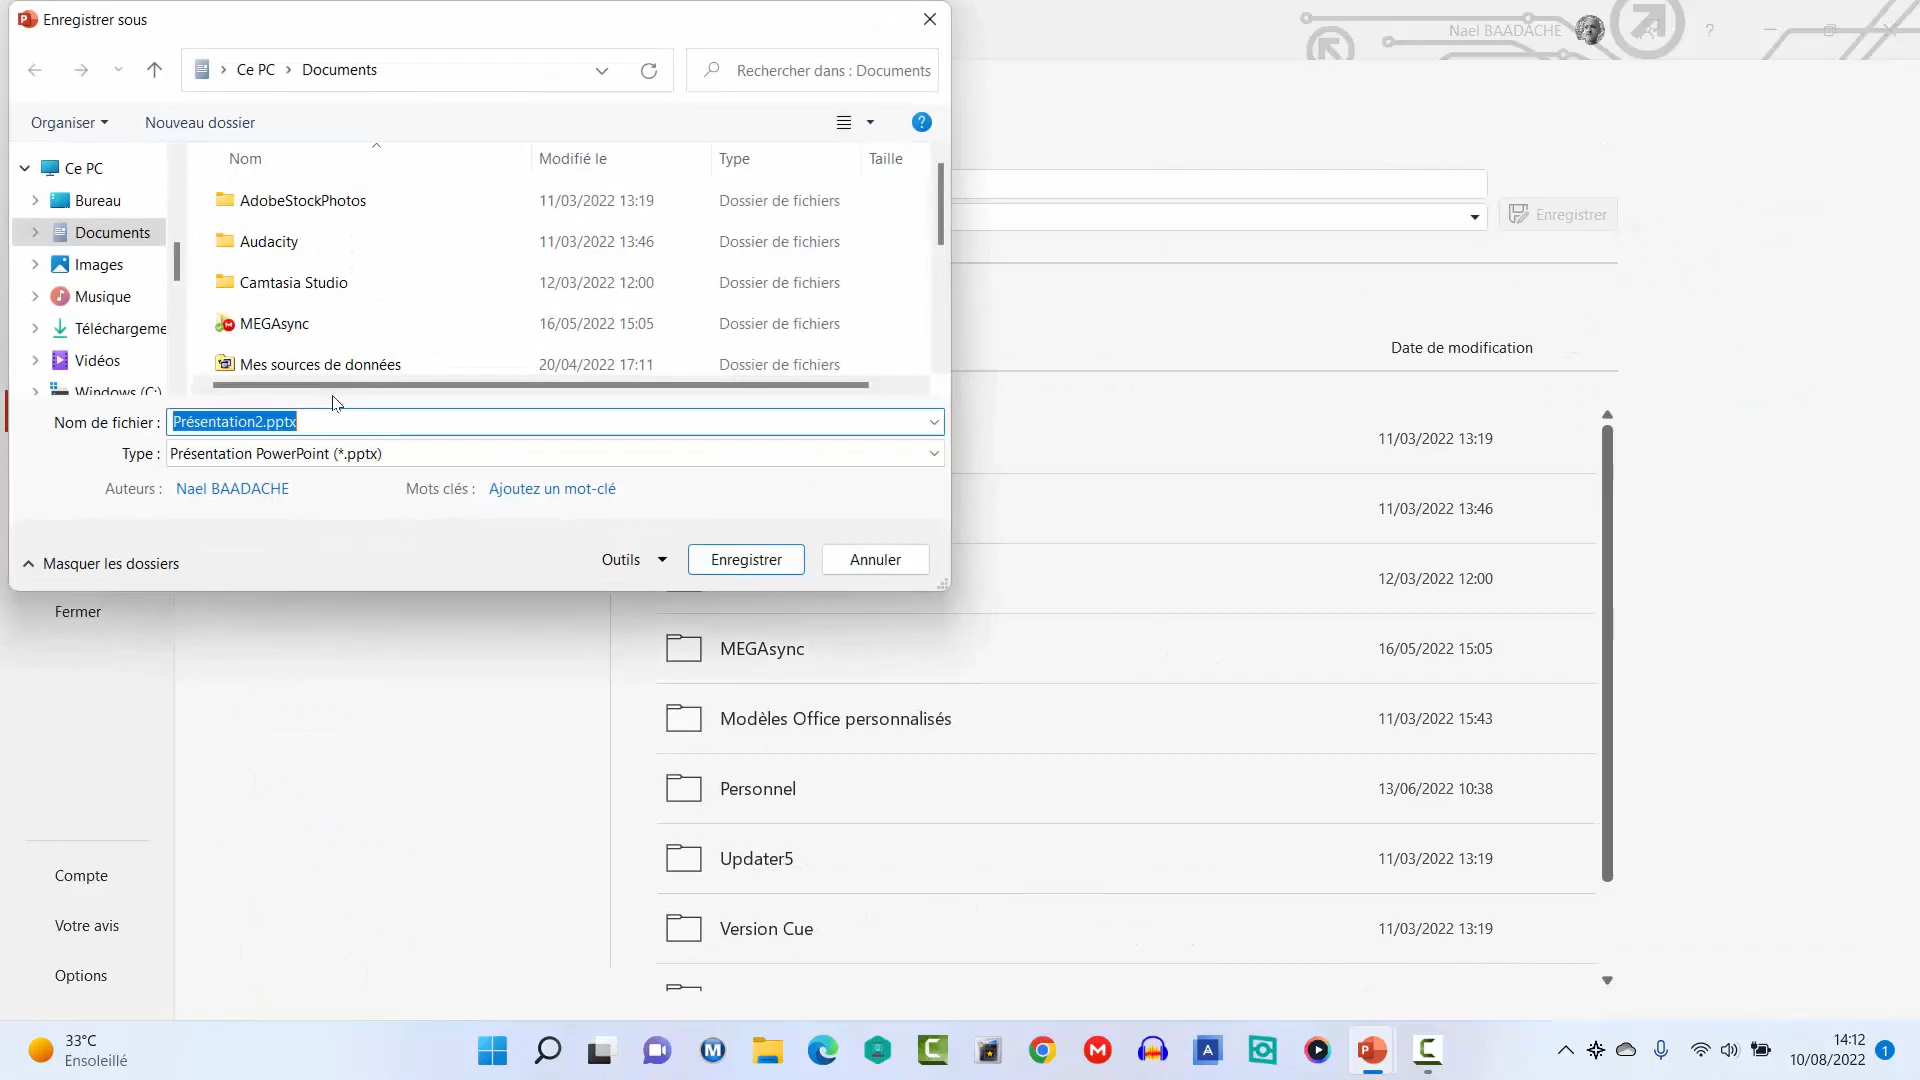 Enregistrer sous
Nael BAADACHE
?
Ce PC > Documents
Rechercher dans : Documents
Organiser
Nouveau dossier
?
Nom
Modifié le
Type
Taille
Ce PC
Bureau
Documents
Images
Musique
Téléchargeme
Vidéos
Windows (C:)
AdobeStockPhotos 11/03/2022 13:19 Dossier de fichiers
Audacity 11/03/2022 13:46 Dossier de fichiers
Camtasia Studio 12/03/2022 12:00 Dossier de fichiers
MEGAsync 16/05/2022 15:05 Dossier de fichiers
Mes sources de données 20/04/2022 17:11 Dossier de fichiers
Nom de fichier : Présentation2.pptx
Type : Présentation PowerPoint (*.pptx)
Auteurs : Nael BAADACHE
Mots clés : Ajoutez un mot-clé
Masquer les dossiers
Outils
Enregistrer
Annuler
Enregistrer
Date de modification
11/03/2022 13:19
11/03/2022 13:46
12/03/2022 12:00
MEGAsync 16/05/2022 15:05
Modèles Office personnalisés 11/03/2022 15:43
Personnel 13/06/2022 10:38
Updater5 11/03/2022 13:19
Version Cue 11/03/2022 13:19
Fermer
Compte
Votre avis
Options
33°C
Ensoleillé
14:12
10/08/2022
1